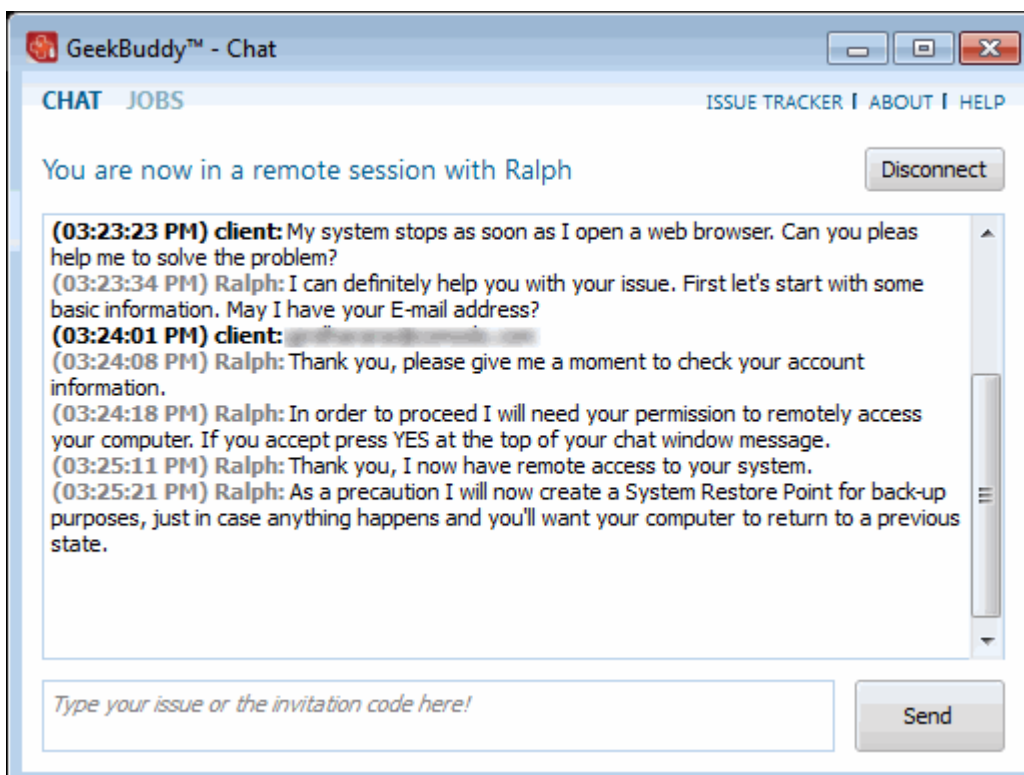 GeekBuddy™ - Chat
CHAT JOBS
ISSUE TRACKER | ABOUT | HELP
You are now in a remote session with Ralph
Disconnect
(03:23:23 PM) client: My system stops as soon as I open a web browser. Can you pleas
help me to solve the problem?
(03:23:34 PM) Ralph: I can definitely help you with your issue. First let's start with some
basic information. May I have your E-mail address?
(03:24:01 PM) client:
(03:24:08 PM) Ralph: Thank you, please give me a moment to check your account
information.
(03:24:18 PM) Ralph: In order to proceed I will need your permission to remotely access
your computer. If you accept press YES at the top of your chat window message.
(03:25:11 PM) Ralph: Thank you, I now have remote access to your system.
(03:25:21 PM) Ralph: As a precaution I will now create a System Restore Point for back-up
purposes, just in case anything happens and you'll want your computer to return to a previous
state.
Type your issue or the invitation code here!
Send